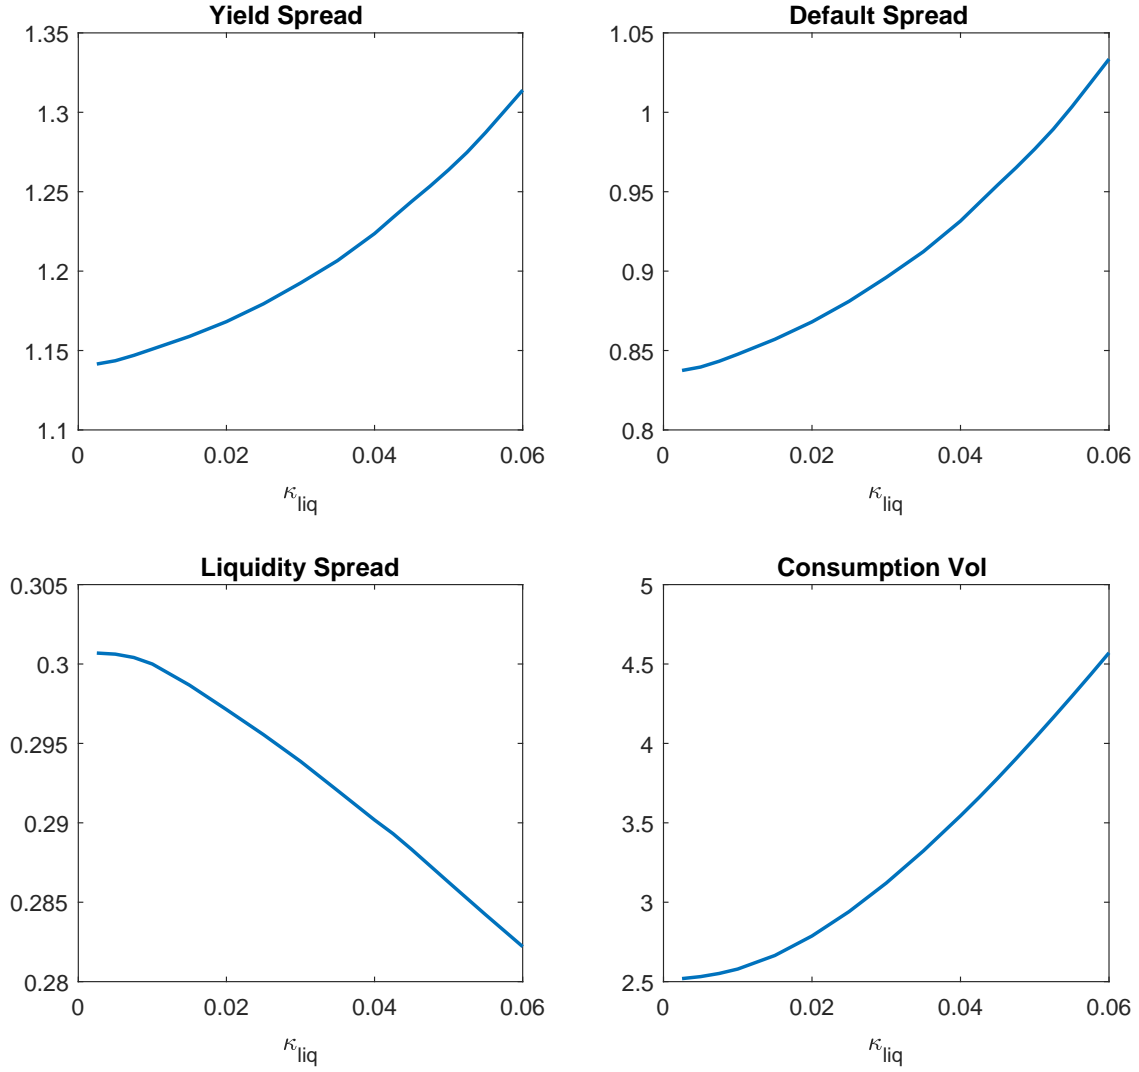 Yield Spread
1.35
1.3
1.25
1.2
1.15
1.1
0 0.02 0.04 0.06
κliq
Default Spread
1.05
1
0.95
0.9
0.85
0.8
0 0.02 0.04 0.06
κliq
Liquidity Spread
0.305
0.3
0.295
0.29
0.285
0.28
0 0.02 0.04 0.06
κliq
Consumption Vol
5
4.5
4
3.5
3
2.5
0 0.02 0.04 0.06
κliq